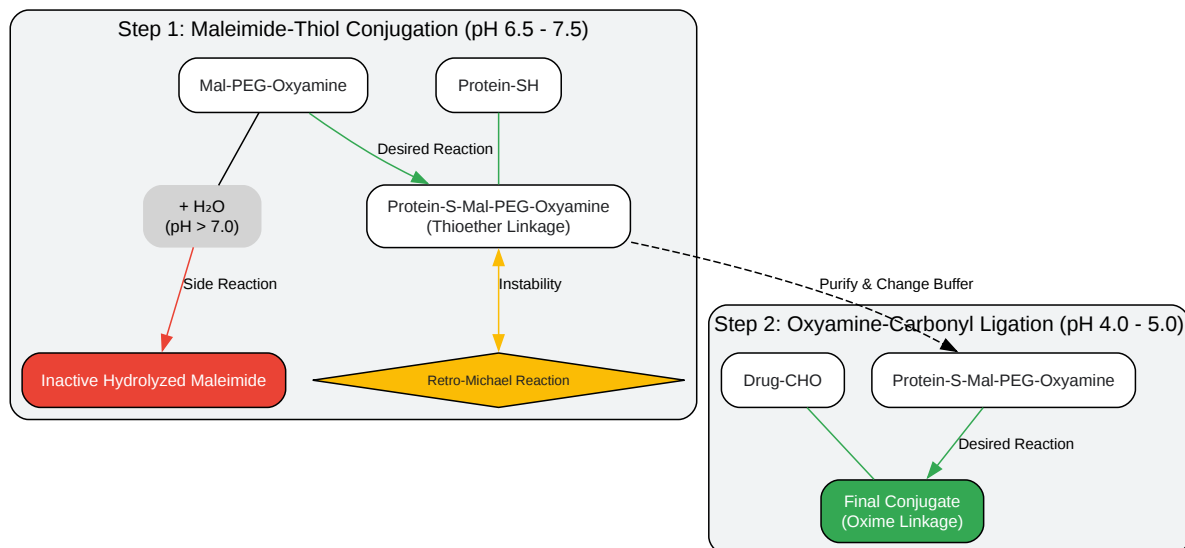 Step 1: Maleimide-Thiol Conjugation (pH 6.5 - 7.5)
Mal-PEG-Oxyamine
Protein-SH
Desired Reaction
+ H₂O
(pH > 7.0)
Protein-S-Mal-PEG-Oxyamine
(Thioether Linkage)
Side Reaction
Instability
Purify & Change Buffer
Inactive Hydrolyzed Maleimide
Retro-Michael Reaction
Step 2: Oxyamine-Carbonyl Ligation (pH 4.0 - 5.0)
Drug-CHO
Protein-S-Mal-PEG-Oxyamine
Desired Reaction
Final Conjugate
(Oxime Linkage)